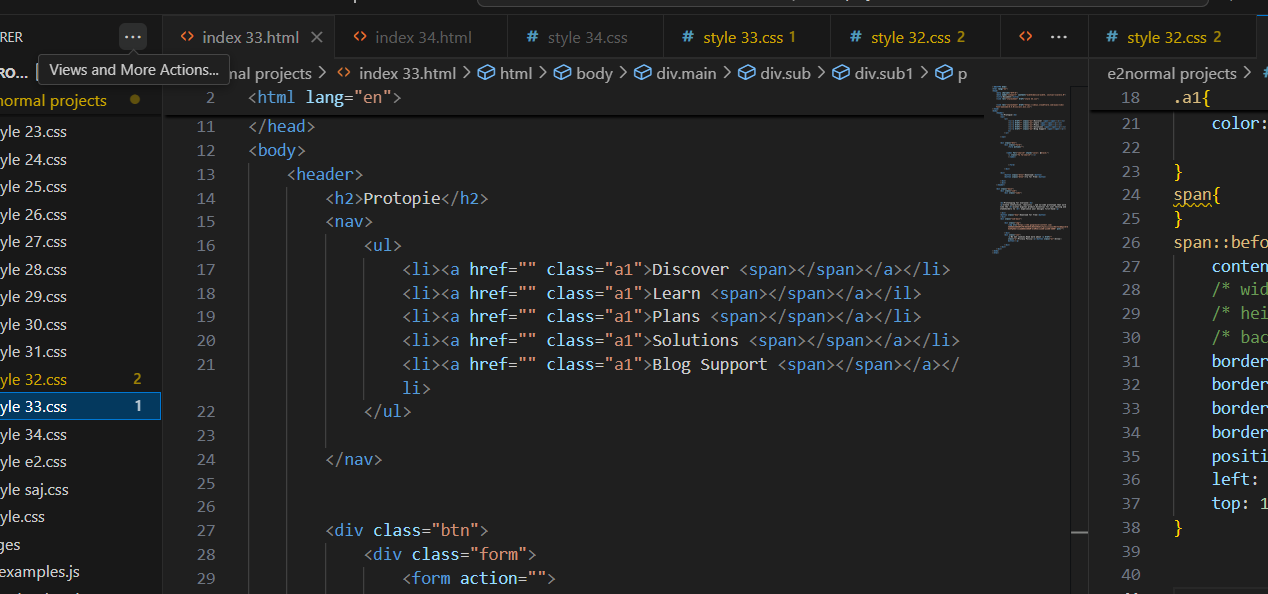 RER
···
index 33.html
index 34.html
# style 34.css
# style 33.css 1
# style 32.css 2
···
# style 32.css 2
RO...
Views and More Actions...
mal projects > index 33.html > html > body > div.main > div.sub > div.sub1 > p
e2normal projects >
normal projects
yle 23.css
yle 24.css
yle 25.css
yle 26.css
yle 27.css
yle 28.css
yle 29.css
yle 30.css
yle 31.css
yle 32.css 2
yle 33.css 1
yle 34.css
yle e2.css
yle saj.css
yle.css
ges
examples.js
2 <html lang="en">
11 </head>
12 <body>
13 <header>
14 <h2>Protopie</h2>
15 <nav>
16 <ul>
17 <li><a href="" class="a1">Discover <span></span></a></li>
18 <li><a href="" class="a1">Learn <span></span></a></il>
19 <li><a href="" class="a1">Plans <span></span></a></li>
20 <li><a href="" class="a1">Solutions <span></span></a></li>
21 <li><a href="" class="a1">Blog Support <span></span></a></
li>
22 </ul>
23
24 </nav>
25
26
27 <div class="btn">
28 <div class="form">
29 <form action="">
18 .a1{
21 color:
22
23 }
24 span{
25 }
26 span::befo
27 conten
28 /* wid
29 /* hei
30 /* bac
31 border
32 border
33 border
34 border
35 positi
36 left:
37 top: 1
38 }
39
40